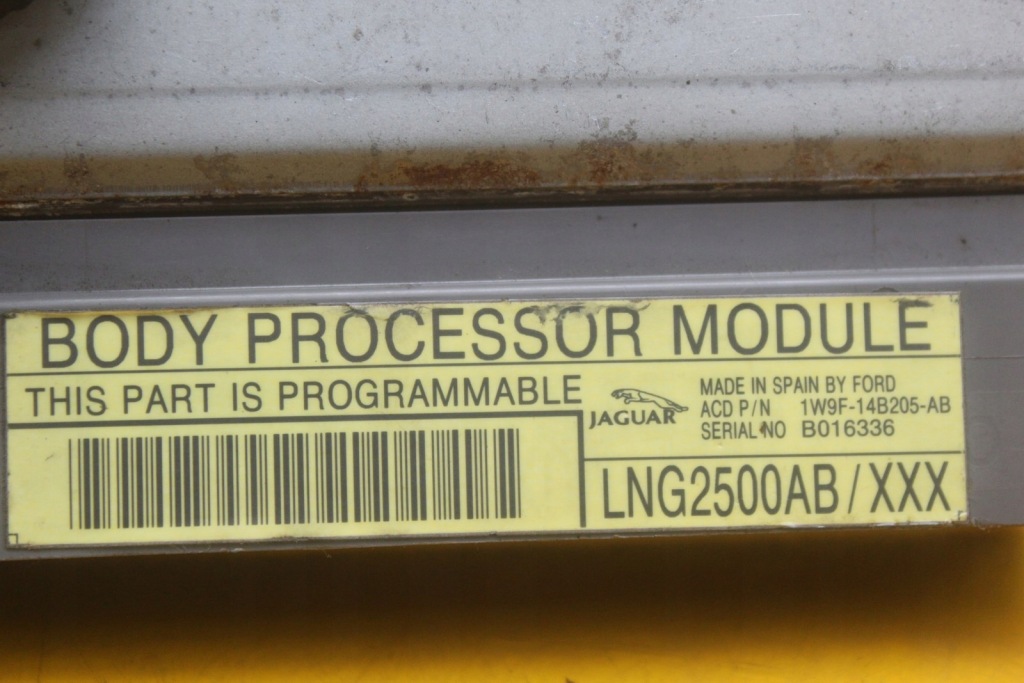 BODY PROCESSOR MODULE
THIS PART IS PROGRAMMABLE
JAGUAR
MADE IN SPAIN BY FORD
ACD P/N 1W9F-14B205-AB
SERIAL NO B016336
LNG2500AB/XXX